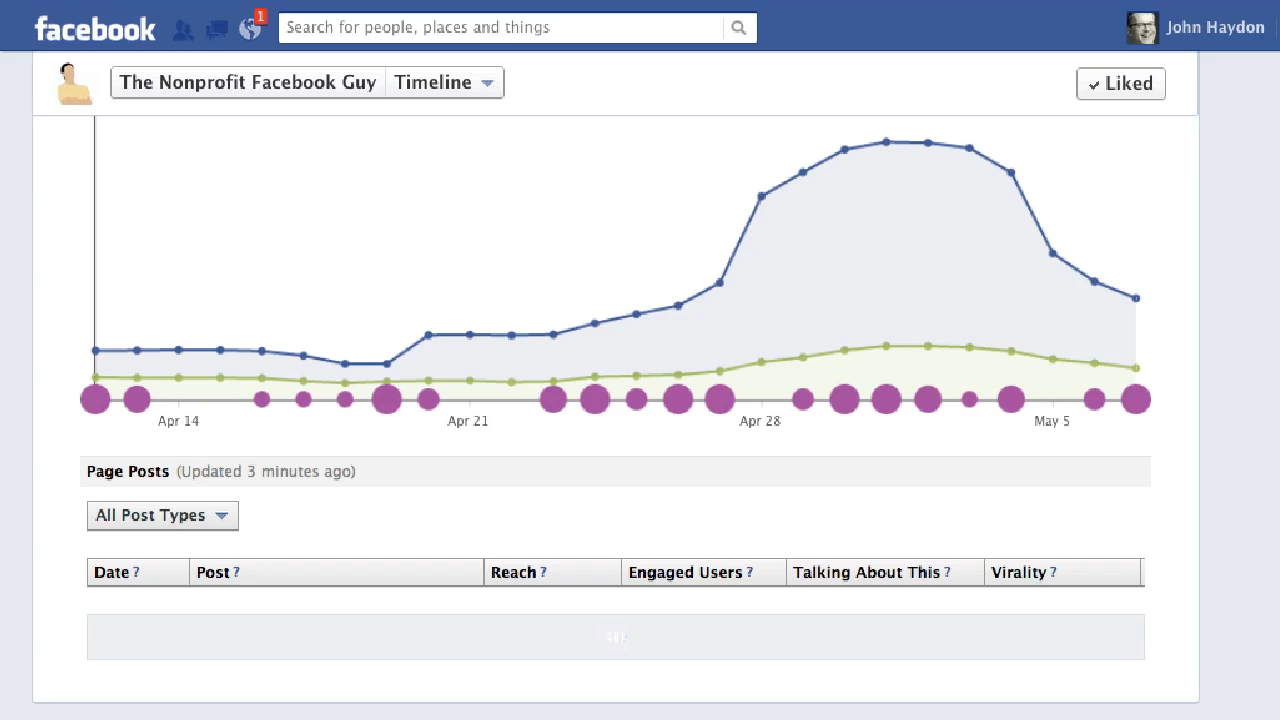 facebook
1
Search for people, places and things
John Haydon
The Nonprofit Facebook Guy
Timeline
Liked
Apr 14
Apr 21
Apr 28
May 5
Page Posts (Updated 3 minutes ago)
All Post Types
Date ?
Post ?
Reach ?
Engaged Users ?
Talking About This ?
Virality ?